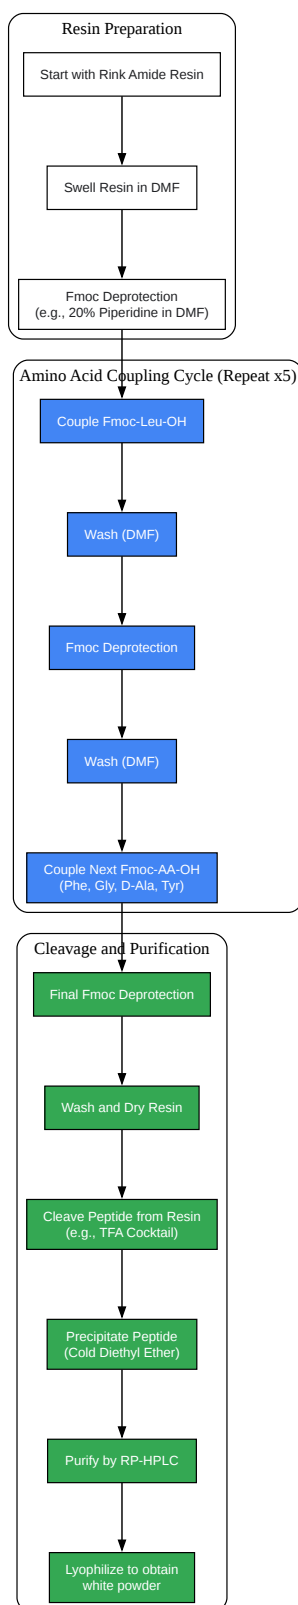 Resin Preparation
Start with Rink Amide Resin
Swell Resin in DMF
Fmoc Deprotection
(e.g., 20% Piperidine in DMF)
Amino Acid Coupling Cycle (Repeat x5)
Couple Fmoc-Leu-OH
Wash (DMF)
Fmoc Deprotection
Wash (DMF)
Couple Next Fmoc-AA-OH
(Phe, Gly, D-Ala, Tyr)
Cleavage and Purification
Final Fmoc Deprotection
Wash and Dry Resin
Cleave Peptide from Resin
(e.g., TFA Cocktail)
Precipitate Peptide
(Cold Diethyl Ether)
Purify by RP-HPLC
Lyophilize to obtain
white powder